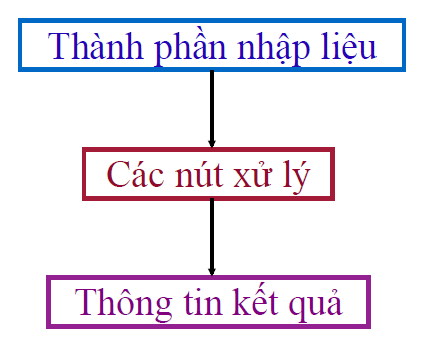 Thành phần nhập liệu
Các nút xử lý
Thông tin kết quả